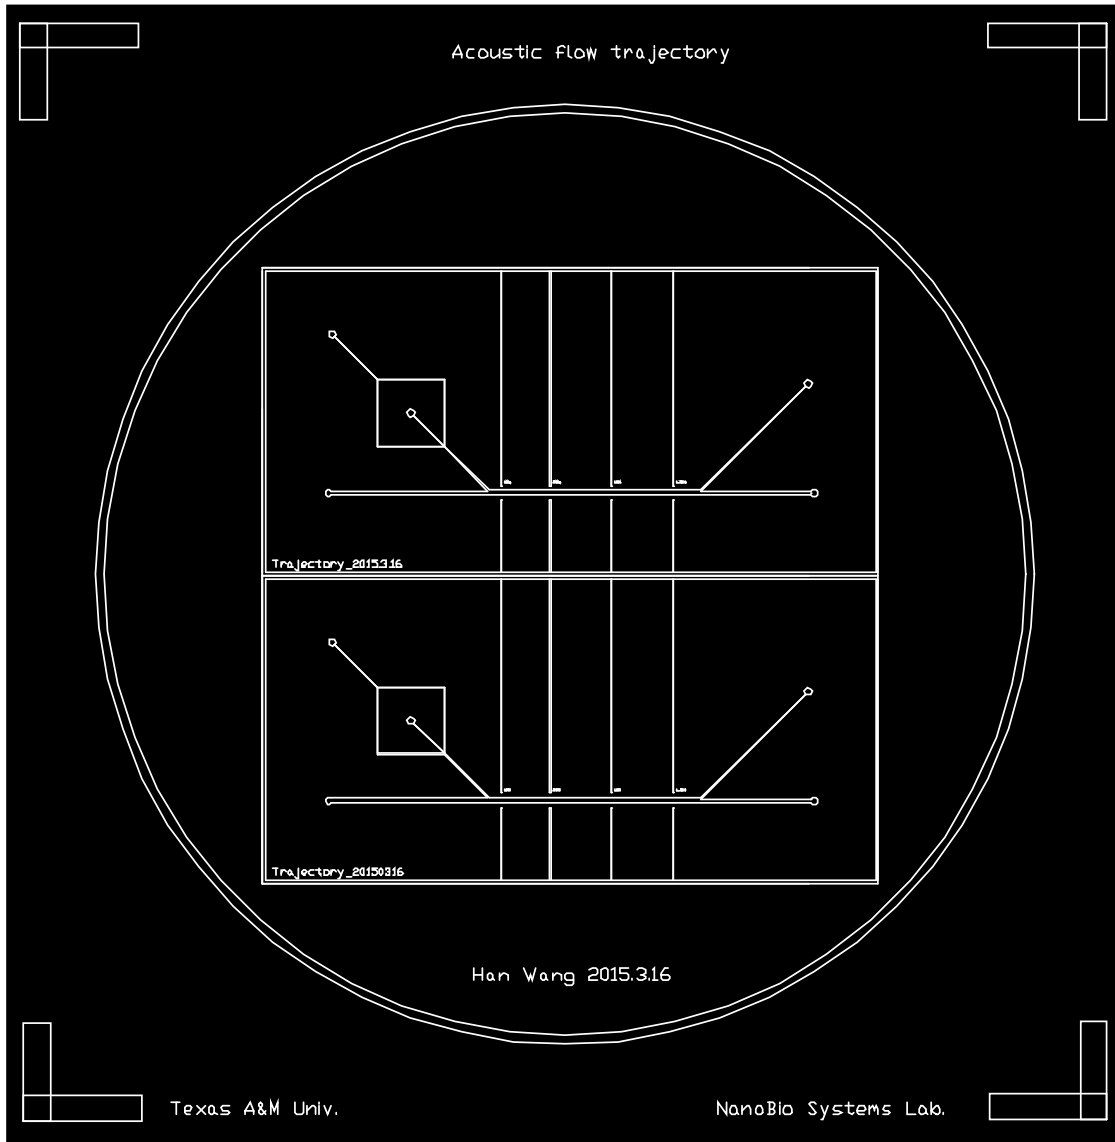 Acoustic flow trajectory
Trajectory_2015.3.16
Trajectory_20150316
Han Wang 2015.3.16
Texas A&M Univ.
NanoBio Systems Lab.